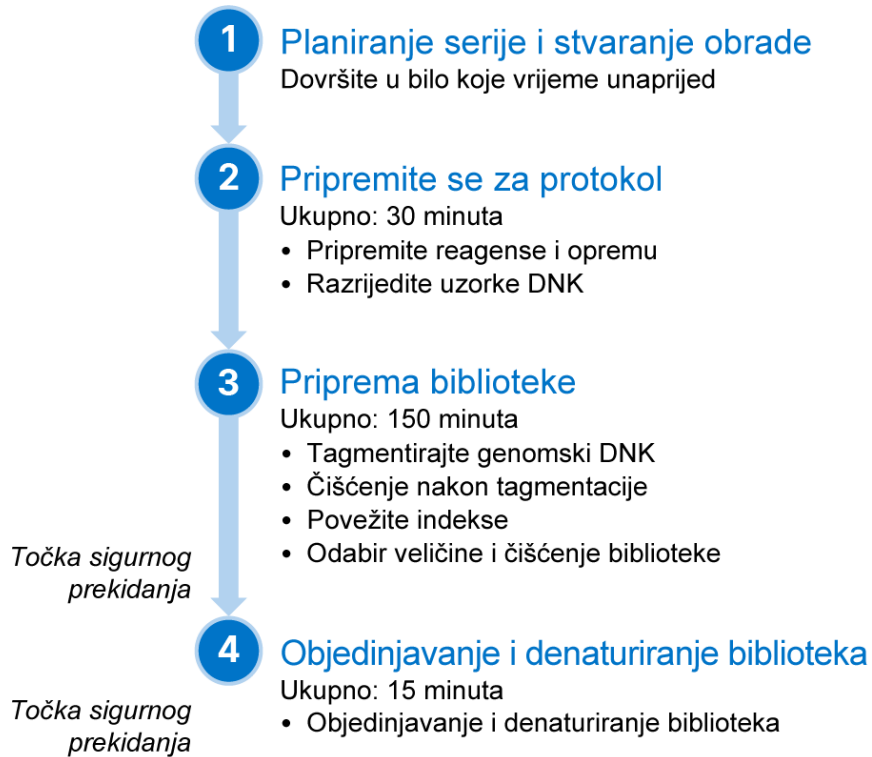 1
Planiranje serije i stvaranje obrade
Dovršite u bilo koje vrijeme unaprijed
2
Pripremite se za protokol
Ukupno: 30 minuta
• Pripremite reagense i opremu
• Razrijedite uzorke DNK
3
Priprema biblioteke
Ukupno: 150 minuta
• Tagmentirajte genomski DNK
• Čišćenje nakon tagmentacije
• Povežite indekse
• Odabir veličine i čišćenje biblioteke
Točka sigurnog
prekidanja
4
Objedinjavanje i denaturiranje biblioteka
Ukupno: 15 minuta
• Objedinjavanje i denaturiranje biblioteka
Točka sigurnog
prekidanja